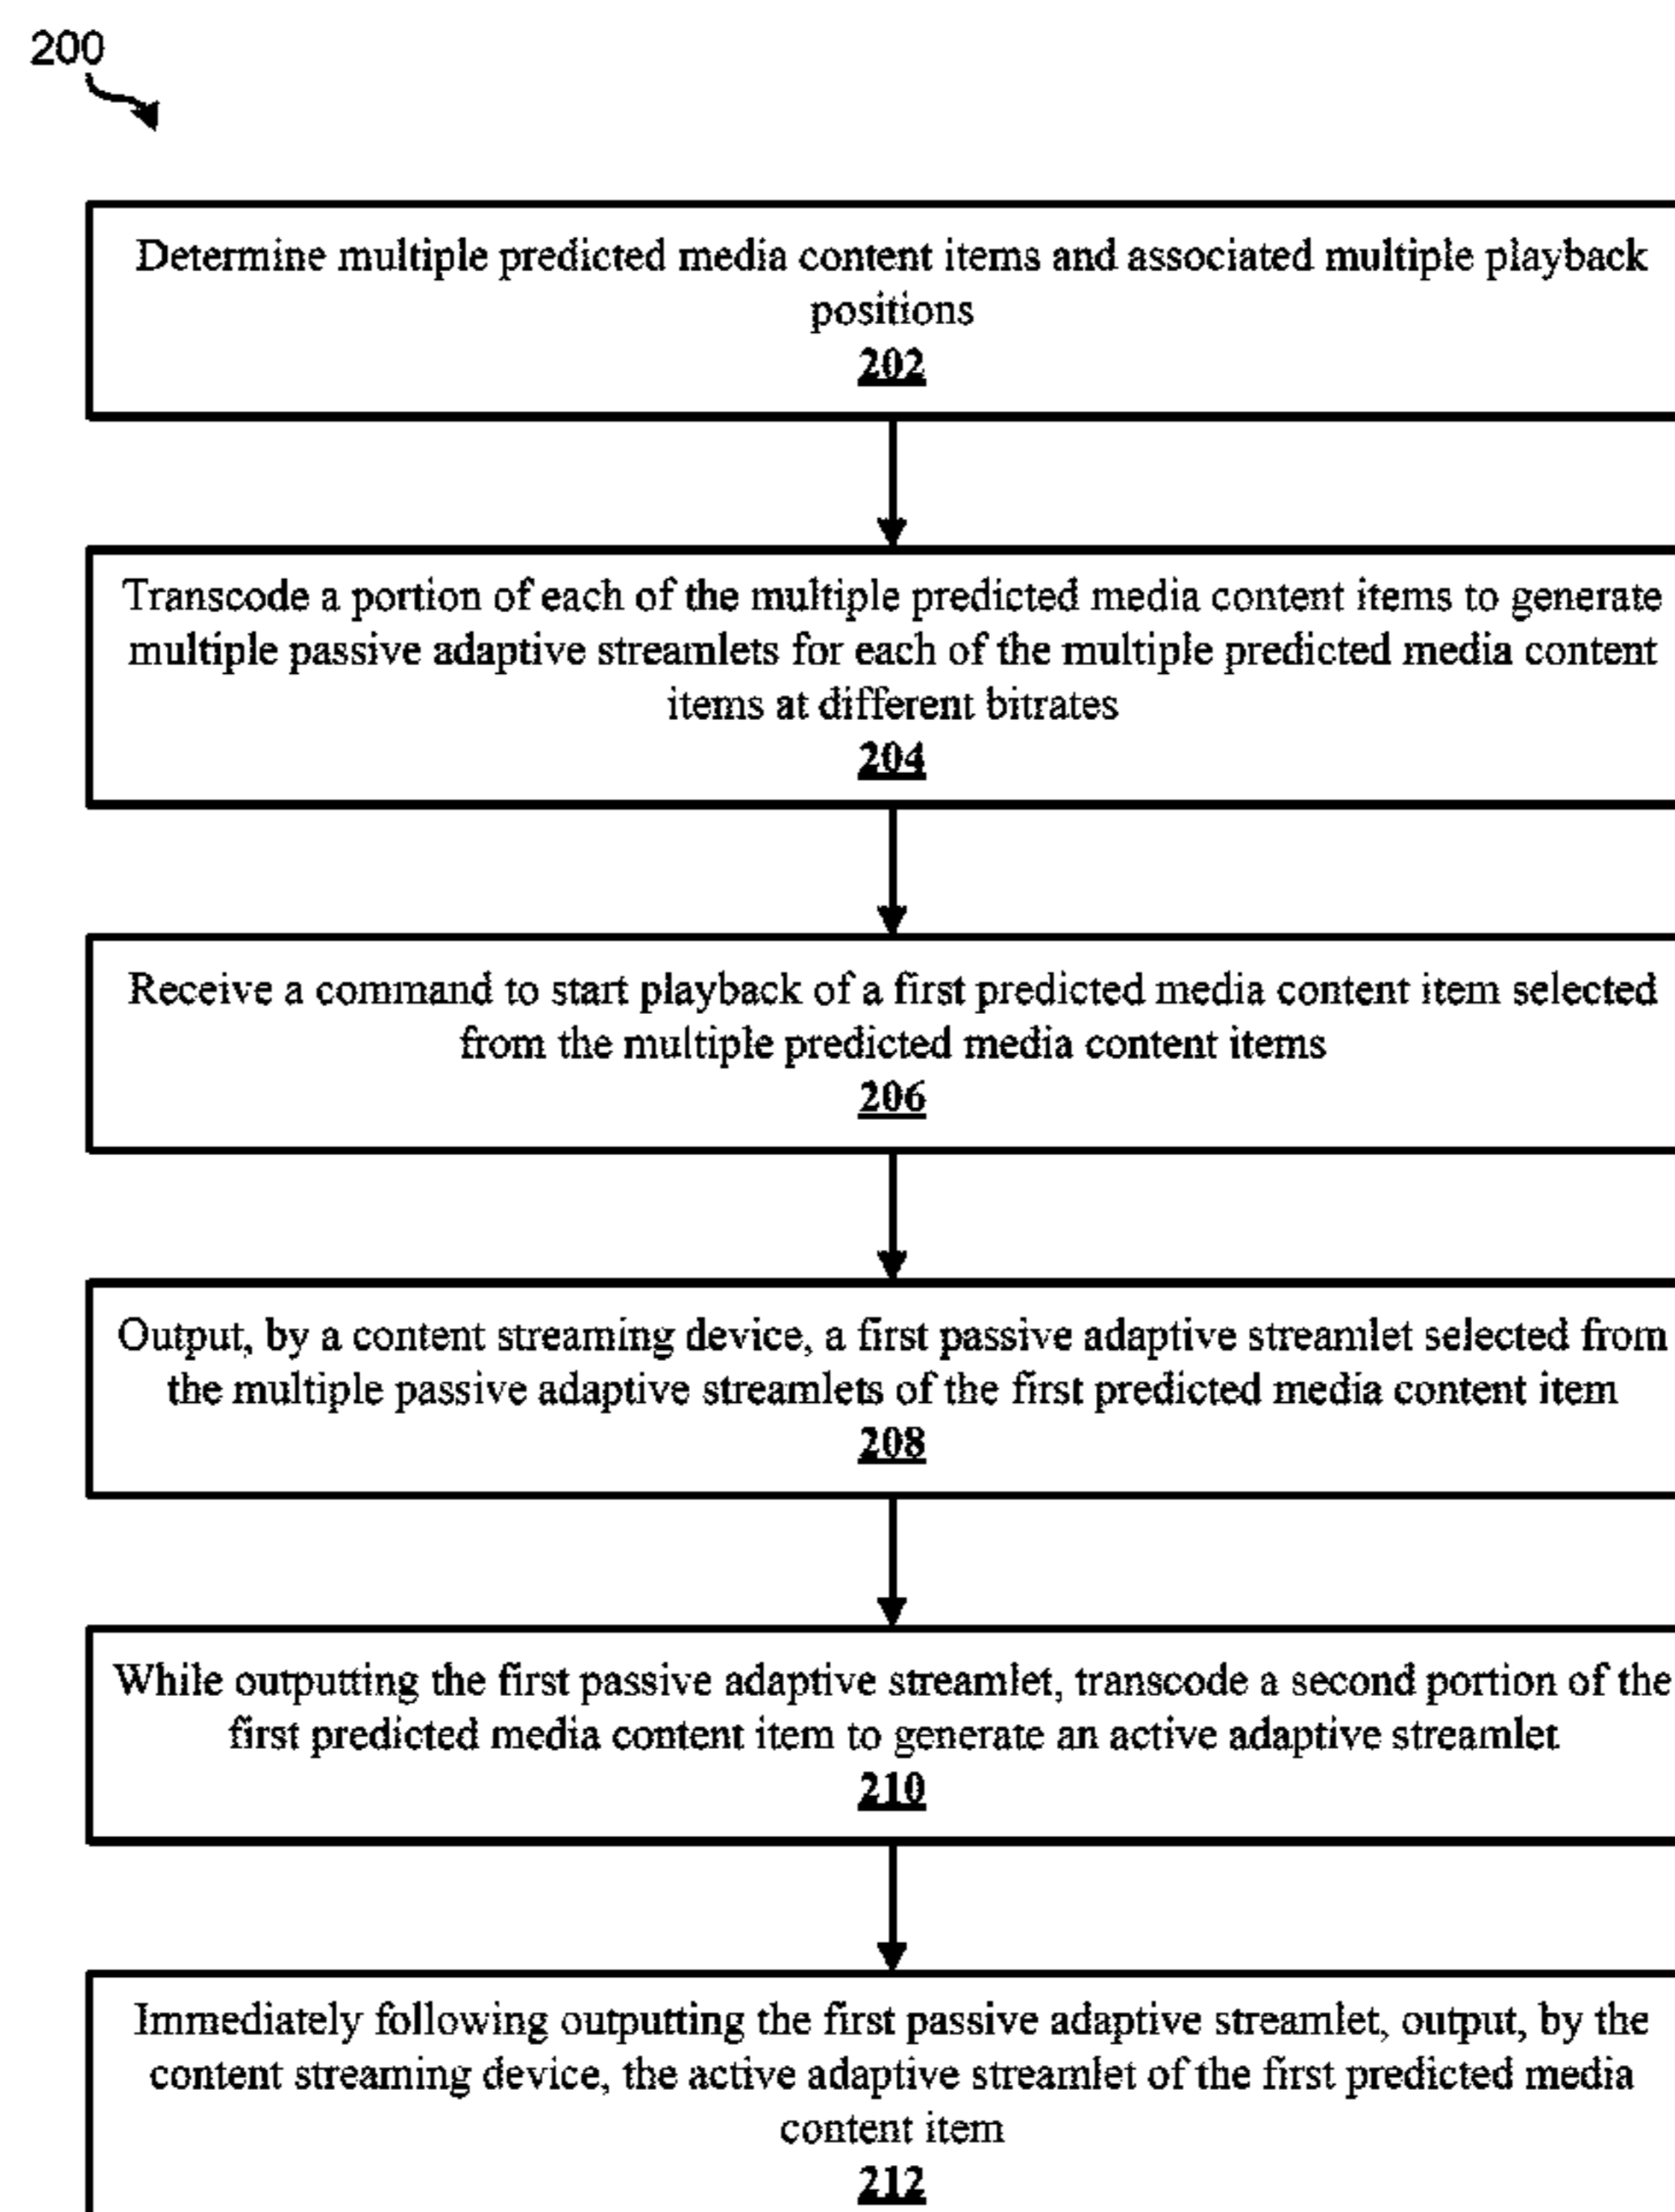 200
Determine multiple predicted media content items and associated multiple playback
positions
202
Transcode a portion of each of the multiple predicted media content items to generate
multiple passive adaptive streamlets for each of the multiple predicted media content
items at different bitrates
204
Receive a command to start playback of a first predicted media content item selected
from the multiple predicted media content items
206
Output, by a content streaming device, a first passive adaptive streamlet selected from
the multiple passive adaptive streamlets of the first predicted media content item
208
While outputting the first passive adaptive streamlet, transcode a second portion of the
first predicted media content item to generate an active adaptive streamlet
210
Immediately following outputting the first passive adaptive streamlet, output, by the
content streaming device, the active adaptive streamlet of the first predicted media
content item
212